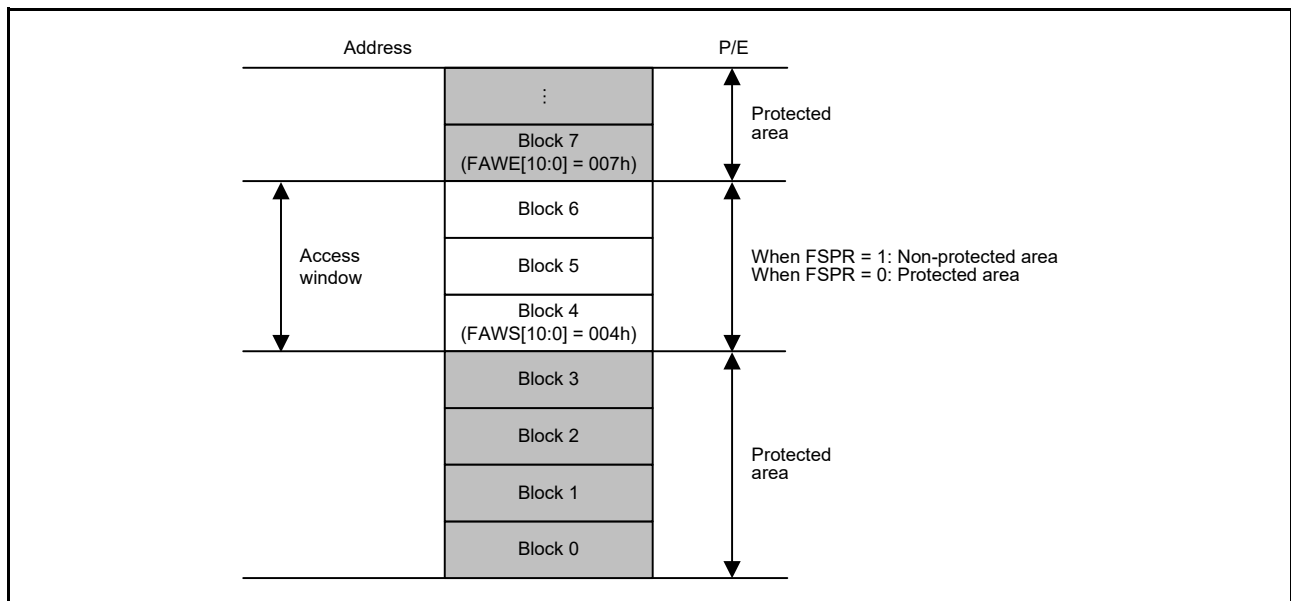 Address P/E
⋮
Protected
area
Block 7
(FAWE[10:0] = 007h)
Block 6
Access
window
Block 5
When FSPR = 1: Non-protected area
When FSPR = 0: Protected area
Block 4
(FAWS[10:0] = 004h)
Block 3
Block 2
Protected
area
Block 1
Block 0